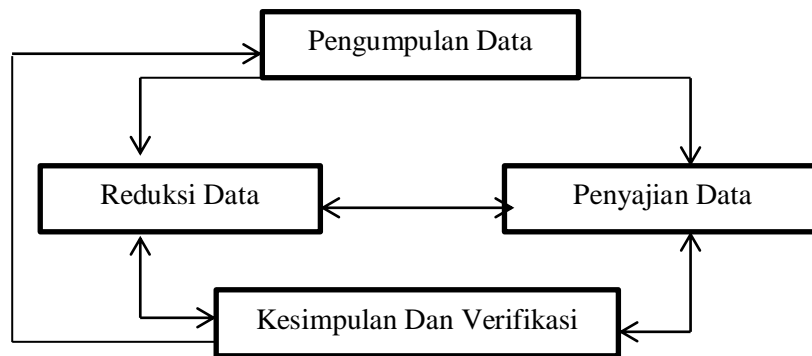 Pengumpulan Data
Reduksi Data
Penyajian Data
Kesimpulan Dan Verifikasi